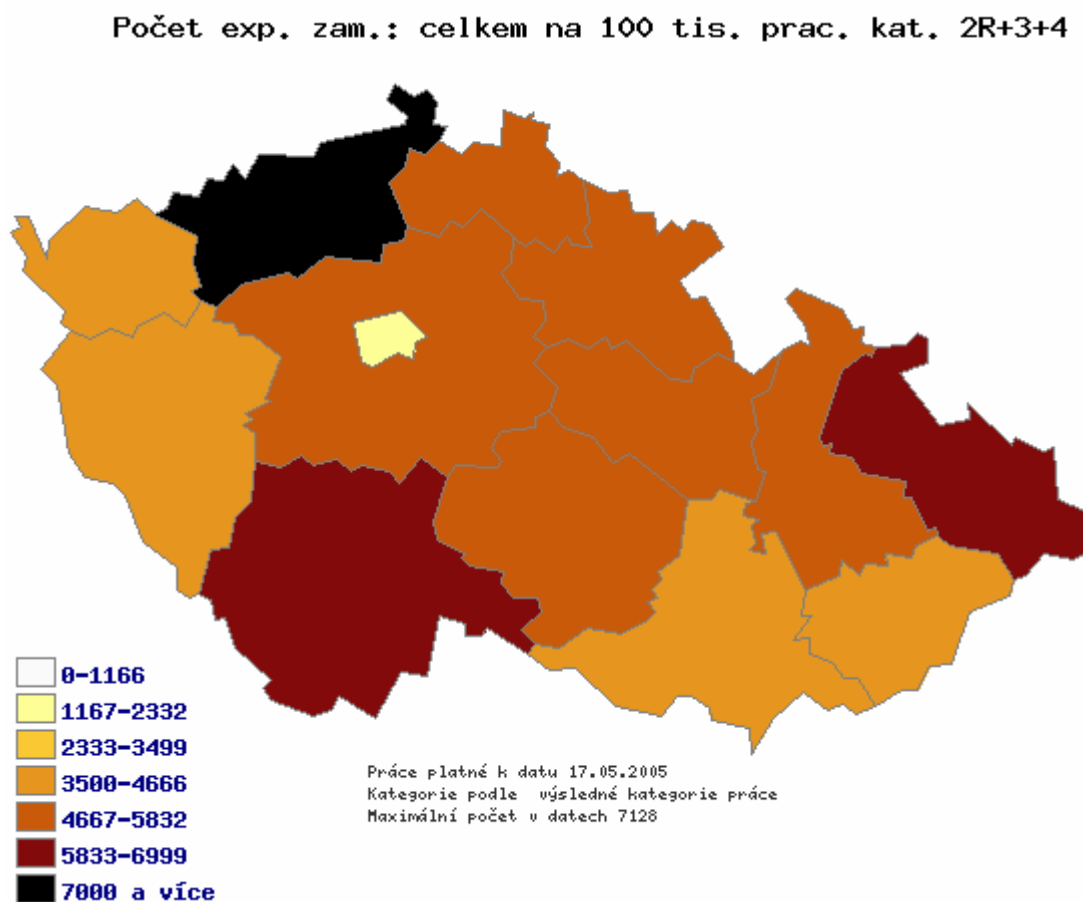 Počet exp. zam.: celkem na 100 tis. prac. kat. 2R+3+4
0-1166
1167-2332
2333-3499
3500-4666
4667-5832
5833-6999
7000 a více
Práce platné k datu 17.05.2005
Kategorie podle výsledné kategorie práce
Maximální počet v datech 7128